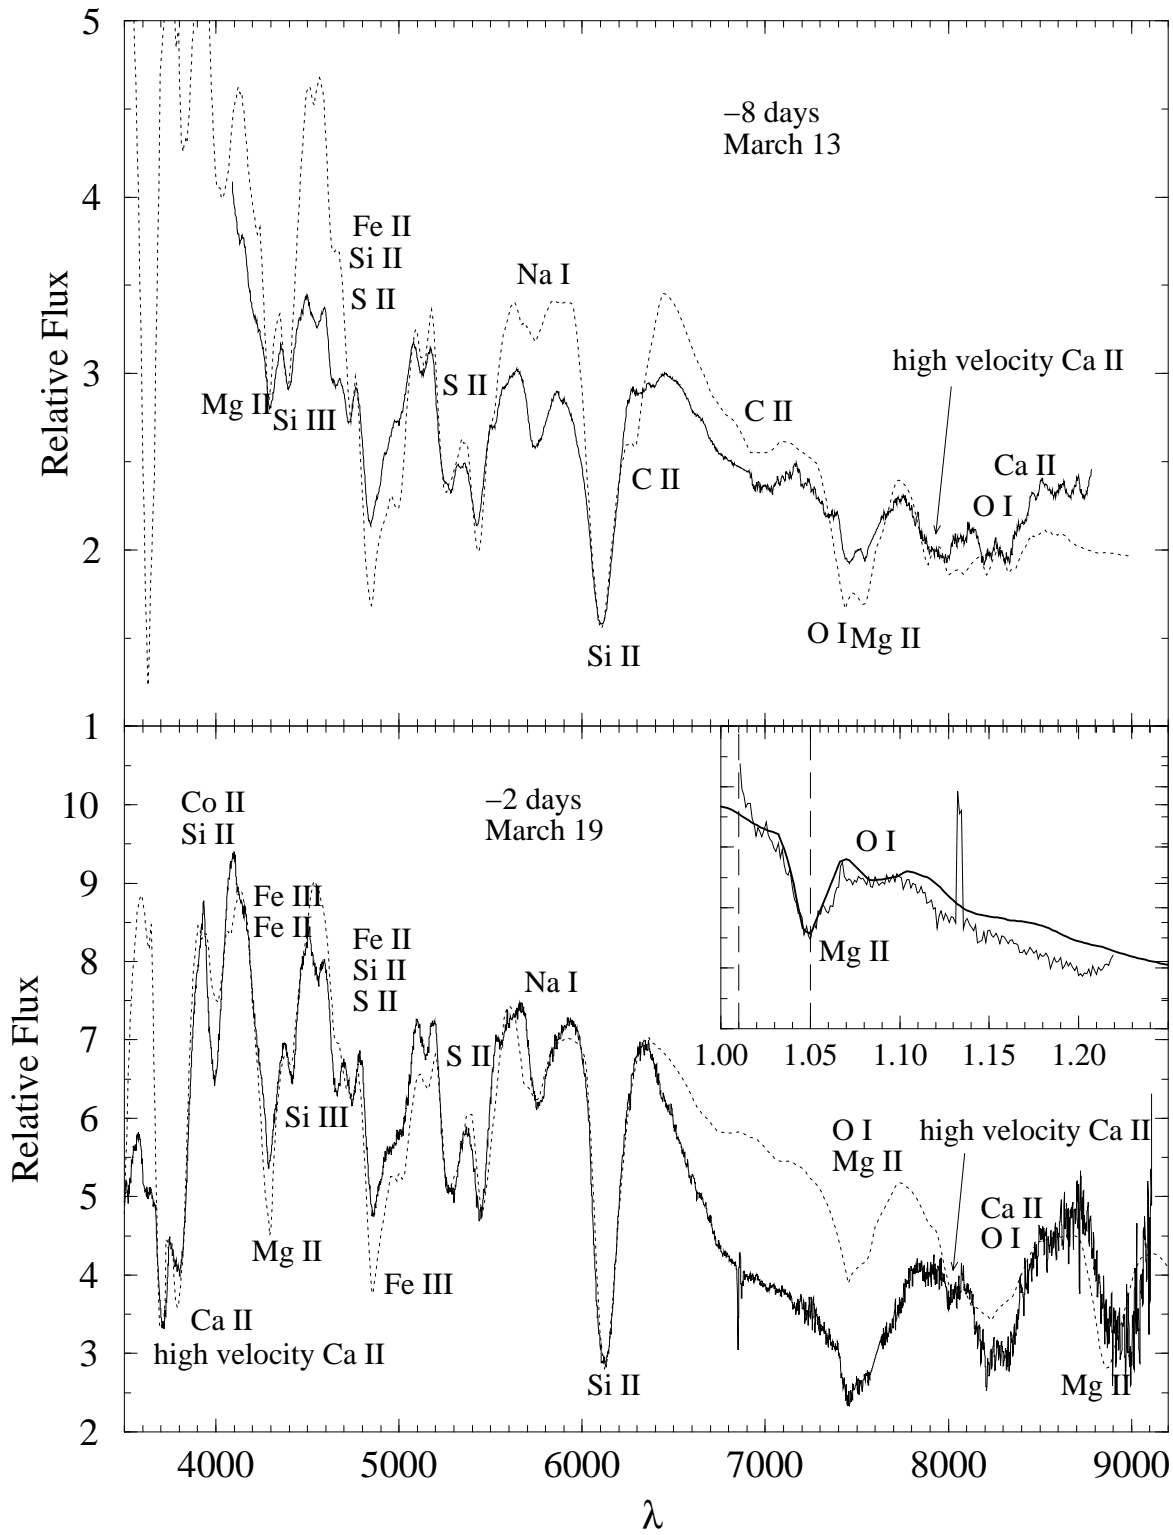 5
4
3
2
1
Relative Flux
−8 days
March 13
Fe II
Si II
S II
Na I
high velocity Ca II
Mg II
Si III
S II
C II
C II
Ca II
O I
Si II
O I
Mg II
10
9
8
7
6
5
4
3
2
Relative Flux
Co II
Si II
−2 days
March 19
Fe III
Fe II
Fe II
Si II
S II
Na I
S II
Si III
Mg II
Fe III
Ca II
high velocity Ca II
Si II
O I
Mg II
high velocity Ca II
Ca II
O I
Mg II
O I
Mg II
1.00 1.05 1.10 1.15 1.20
4000 5000 6000 7000 8000 9000
λ